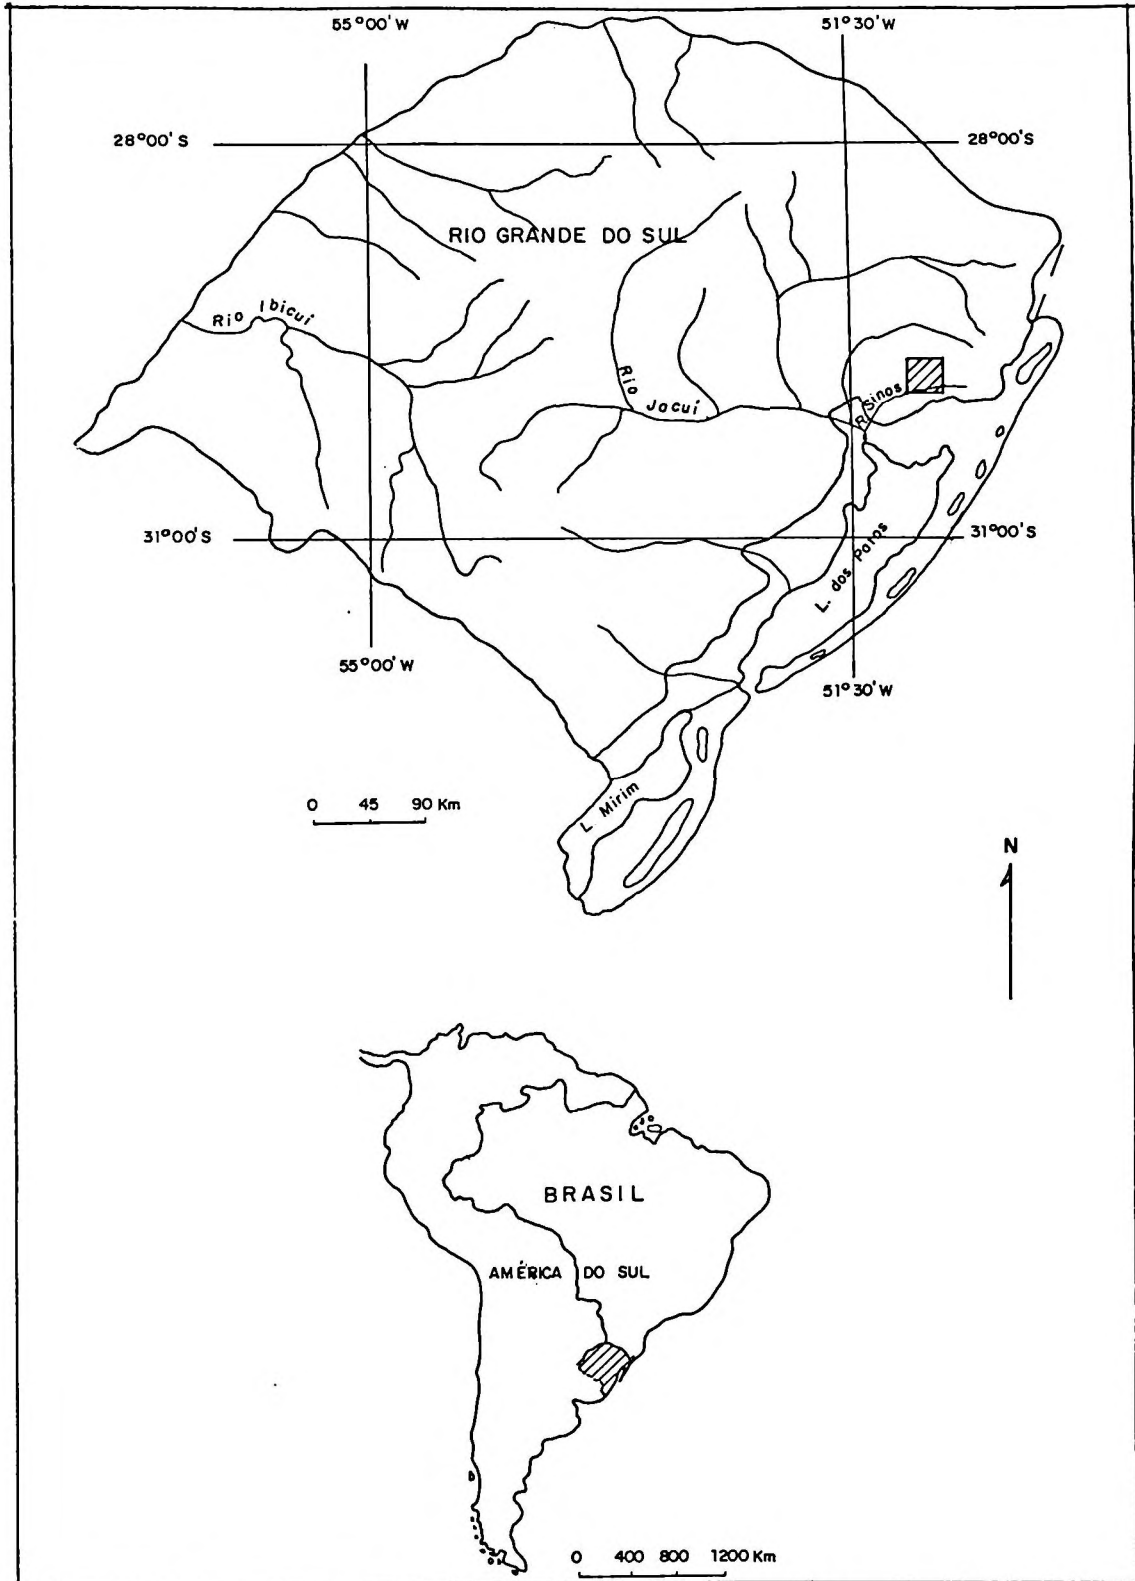 55°00'W
51°30'W
28°00'S
28°00'S
RIO GRANDE DO SUL
Rio Ibicuí
Rio Jacuí
R. Sinos
31°00'S
31°00'S
L. dos Patos
55°00'W
51°30'W
0 45 90 Km
L. Mirim
N
BRASIL
AMÉRICA DO SUL
0 400 800 1200 Km